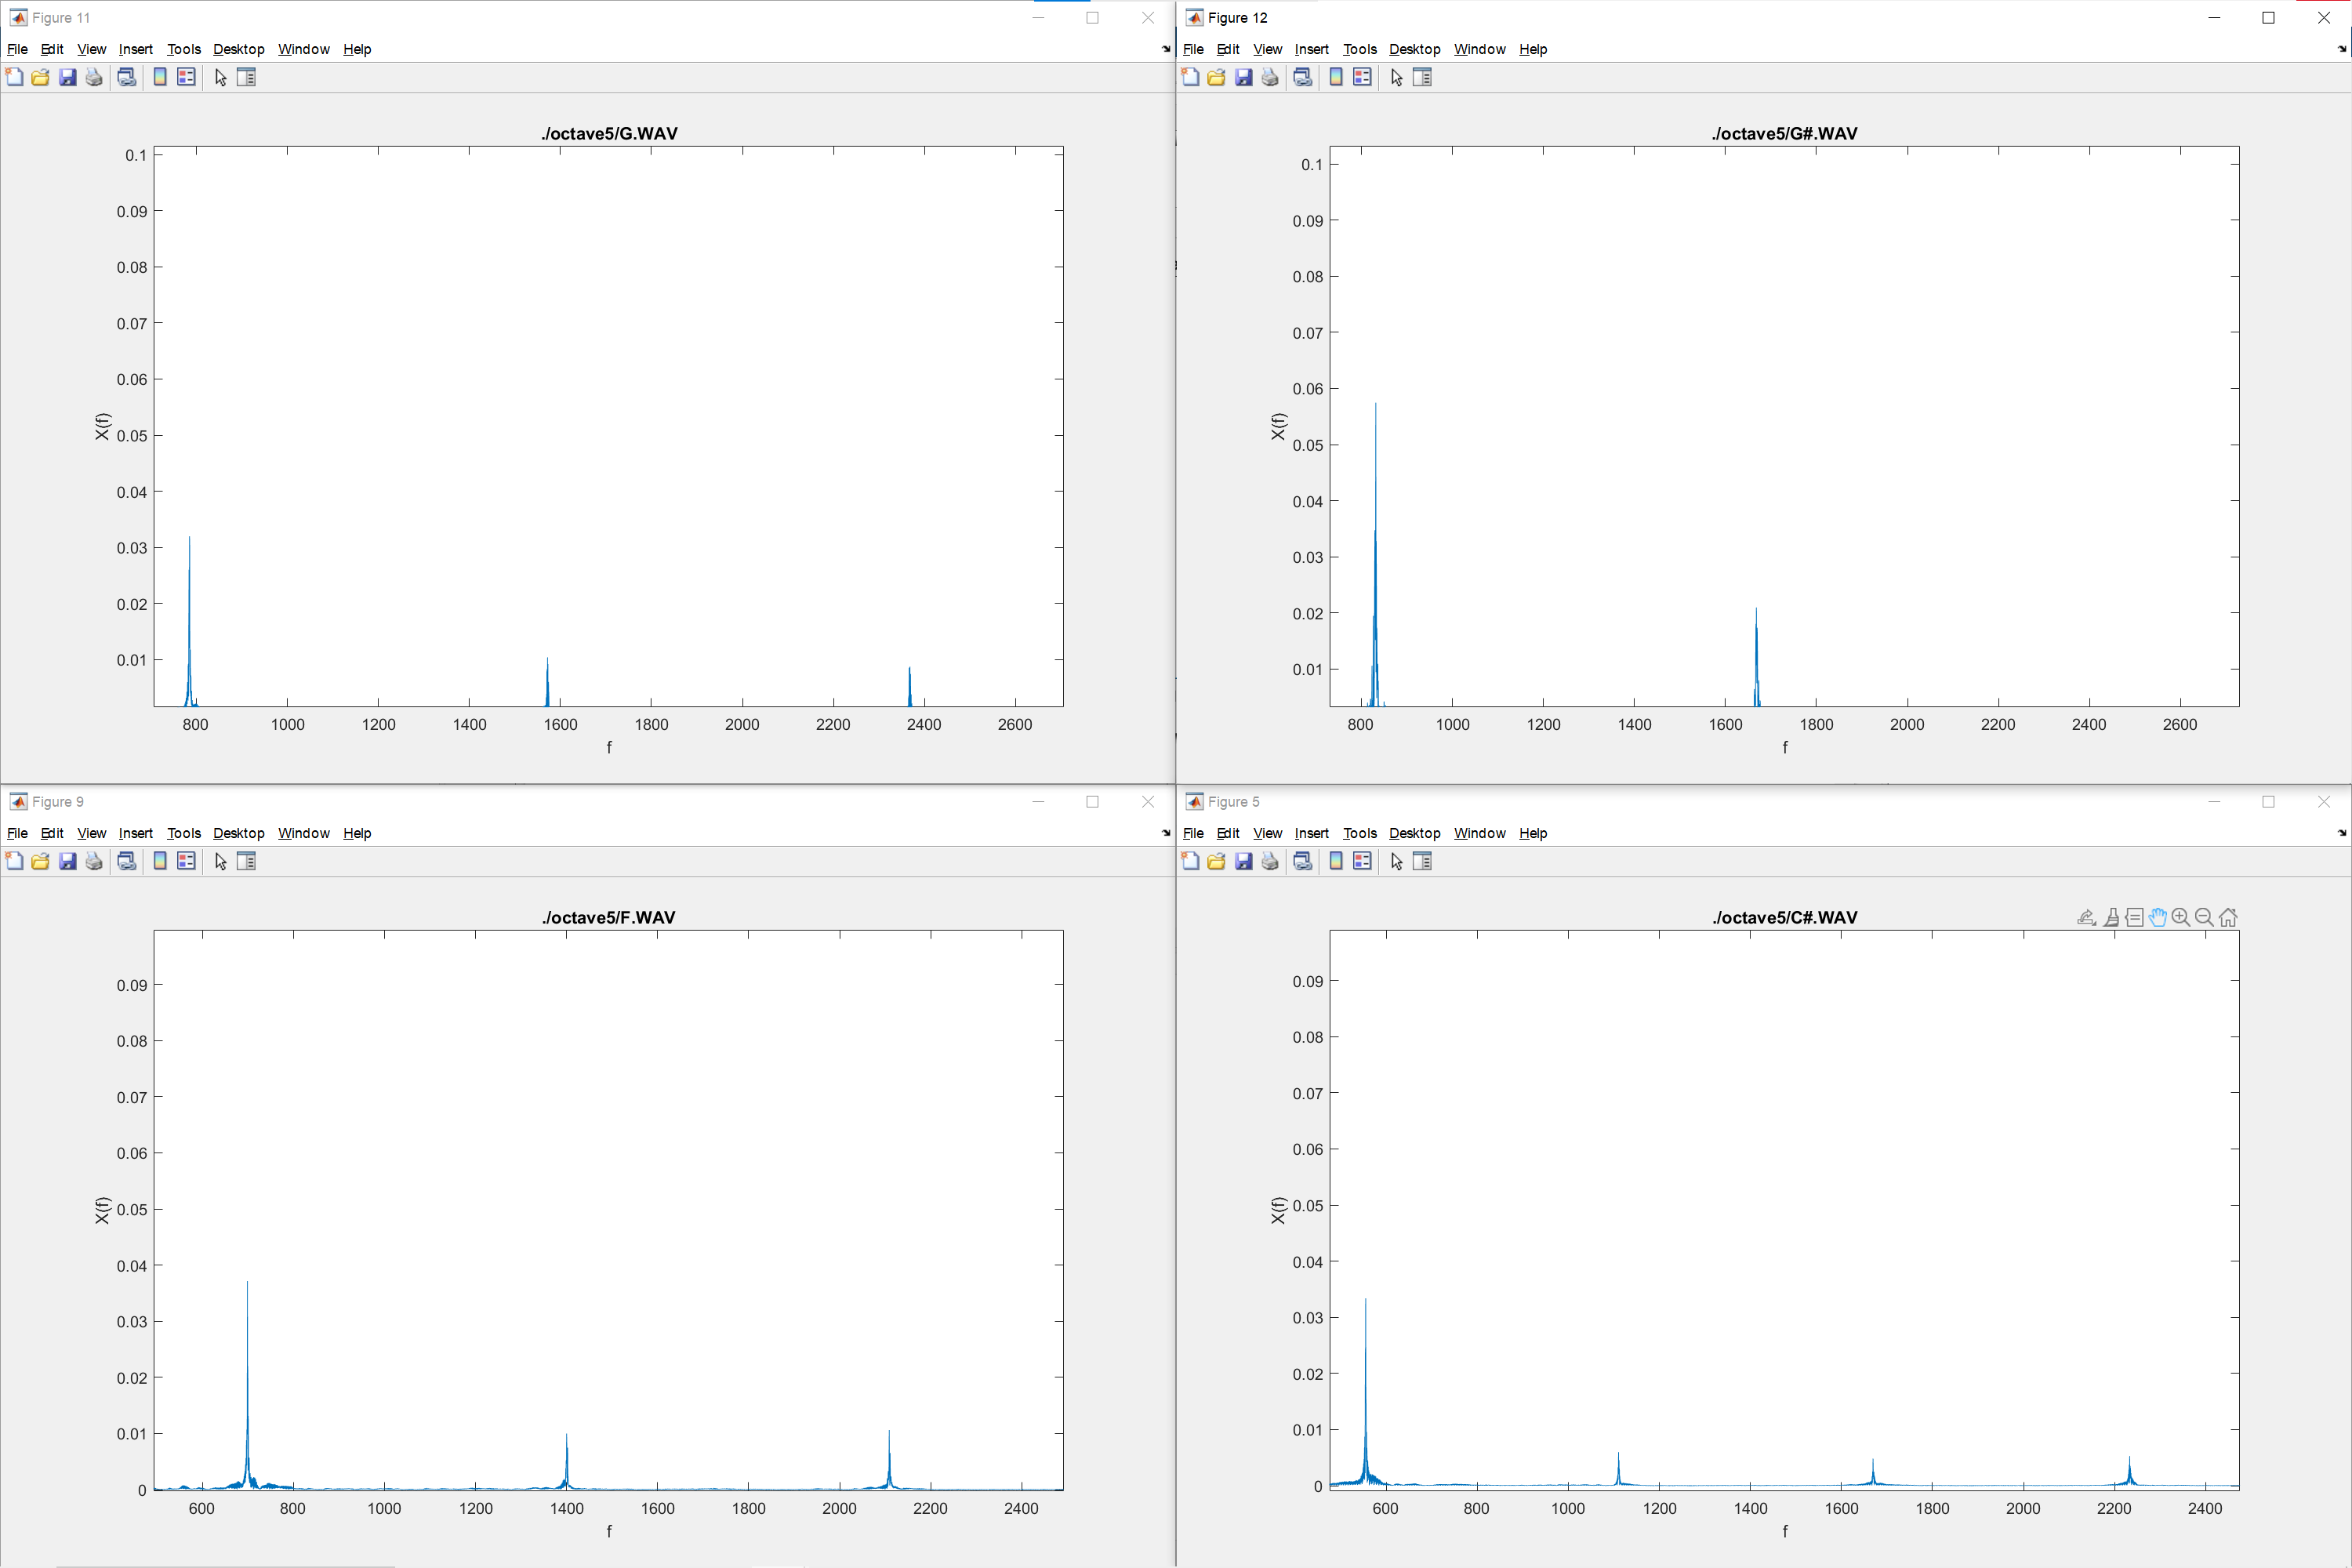 Figure 11
File Edit View Insert Tools Desktop Window Help
./octave5/G.WAV
0.1
0.09
0.08
0.07
0.06
0.05
0.04
0.03
0.02
0.01
X(f)
800 1000 1200 1400 1600 1800 2000 2200 2400 2600
f
Figure 12
File Edit View Insert Tools Desktop Window Help
./octave5/G#.WAV
0.1
0.09
0.08
0.07
0.06
0.05
0.04
0.03
0.02
0.01
X(f)
800 1000 1200 1400 1600 1800 2000 2200 2400 2600
f
Figure 9
File Edit View Insert Tools Desktop Window Help
./octave5/F.WAV
0.09
0.08
0.07
0.06
0.05
0.04
0.03
0.02
0.01
0
X(f)
600 800 1000 1200 1400 1600 1800 2000 2200 2400
f
Figure 5
File Edit View Insert Tools Desktop Window Help
./octave5/C#.WAV
0.09
0.08
0.07
0.06
0.05
0.04
0.03
0.02
0.01
0
X(f)
600 800 1000 1200 1400 1600 1800 2000 2200 2400
f